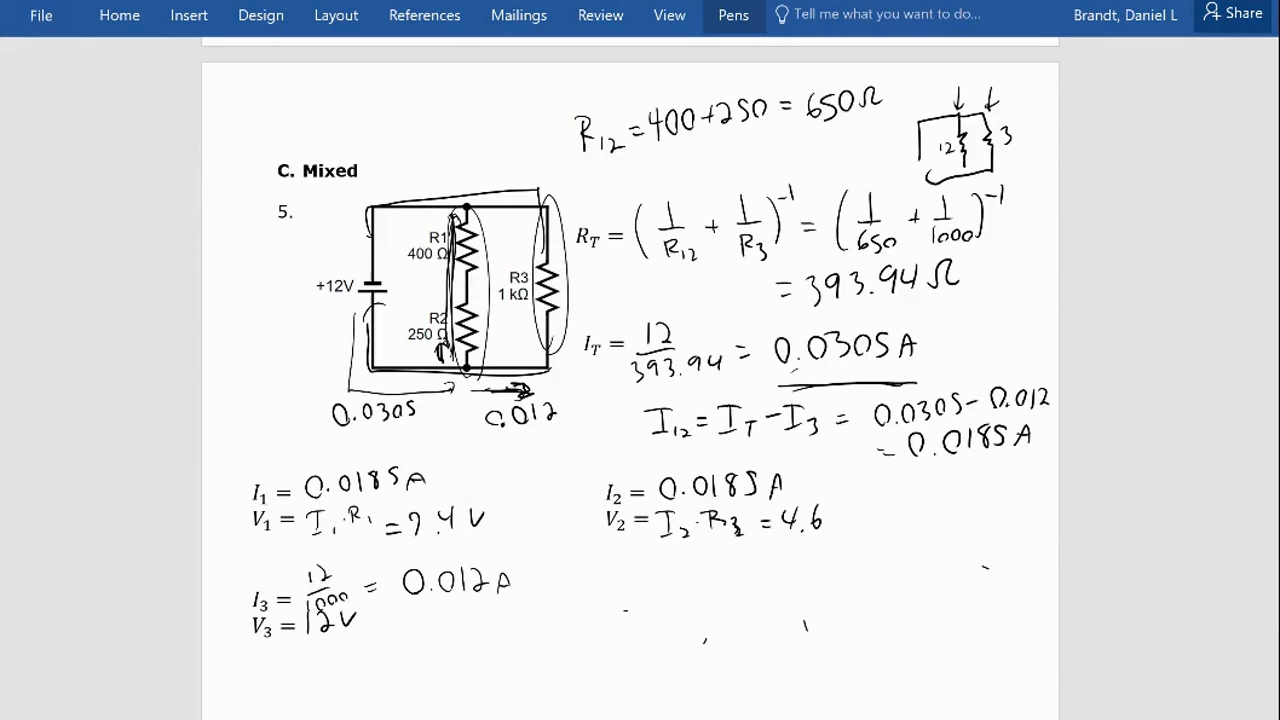 File Home Insert Design Layout References Mailings Review View Pens Tell me what you want to do... Brandt, Daniel L Share
R12 = 400+250 = 650Ω
12 3
C. Mixed
5.
R1
400 Ω
R3
1 kΩ
+12V
R2
250 Ω
0.0305 0.012
RT = (1/R12 + 1/R3)^-1 = (1/650 + 1/1000)^-1
= 393.94 Ω
IT = 12/393.94 = 0.0305 A
I12 = IT - I3 = 0.0305 - 0.012
= 0.0185 A
I1 = 0.0185 A
V1 = I1·R1 = 7.4 V
I2 = 0.0185 A
V2 = I2·R2 = 4.6
I3 = 12/1000 = 0.012 A
V3 = 12V